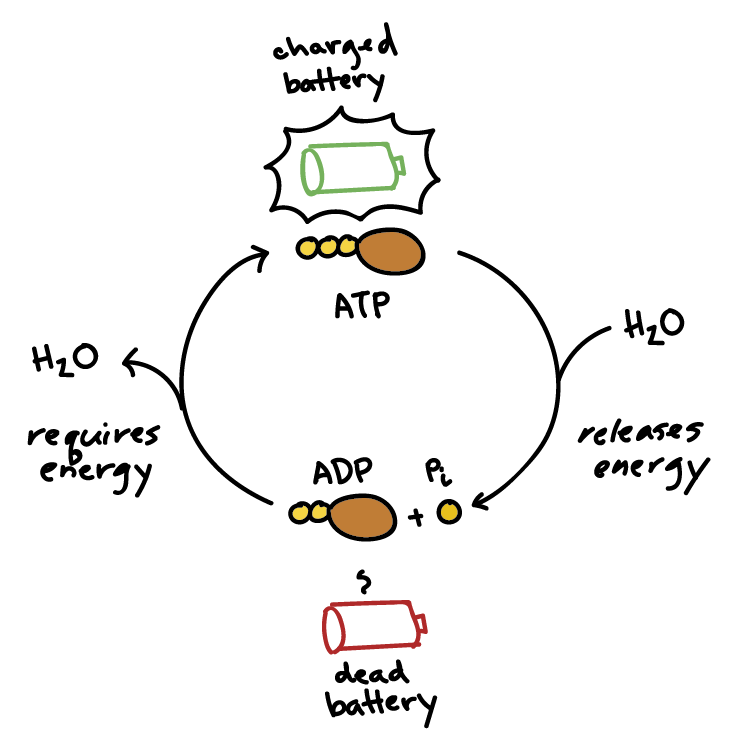 charged
battery
ATP
H₂O
H₂O
requires
energy
releases
energy
ADP
Pi
+
dead
battery